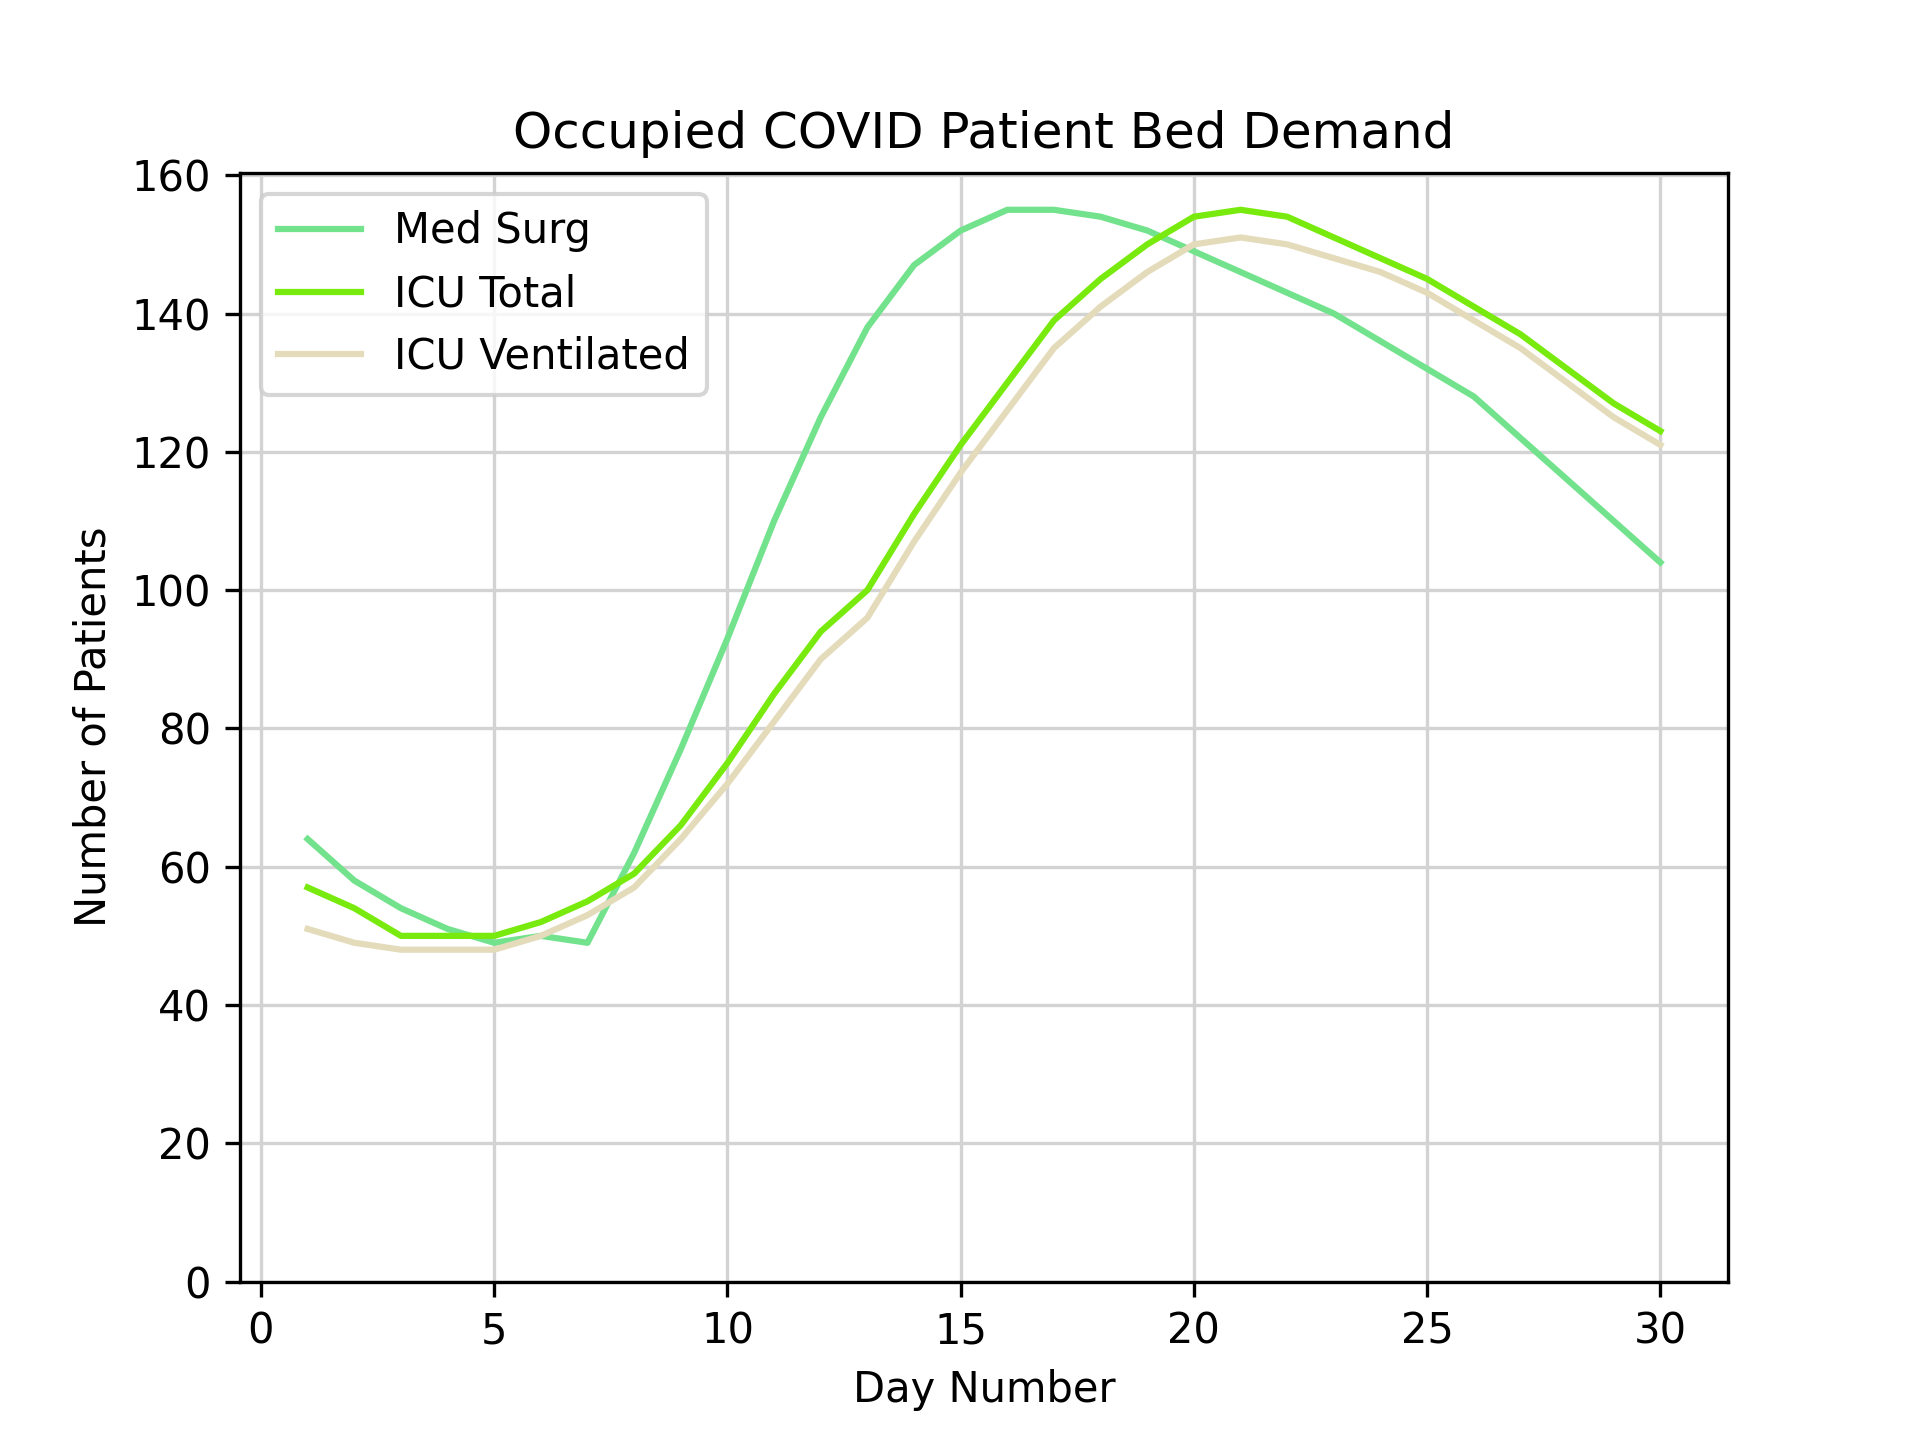 Occupied COVID Patient Bed Demand
Med Surg
ICU Total
ICU Ventilated
Number of Patients
160
140
120
100
80
60
40
20
0
0 5 10 15 20 25 30
Day Number